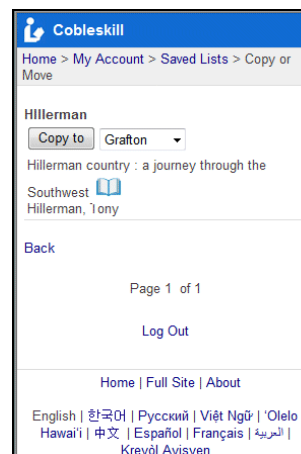 Cobleskill
Home > My Account > Saved Lists > Copy or
Move
HIllerman
Copy to Grafton
Hillerman country : a journey through the
Southwest
Hillerman, Tony
Back
Page 1 of 1
Log Out
Home | Full Site | About
English | 한국어 | Русский | Việt Ngữ | 'Olelo
Hawai'i | 中文 | Español | Français | العربية |
Kreyòl Ayisyen